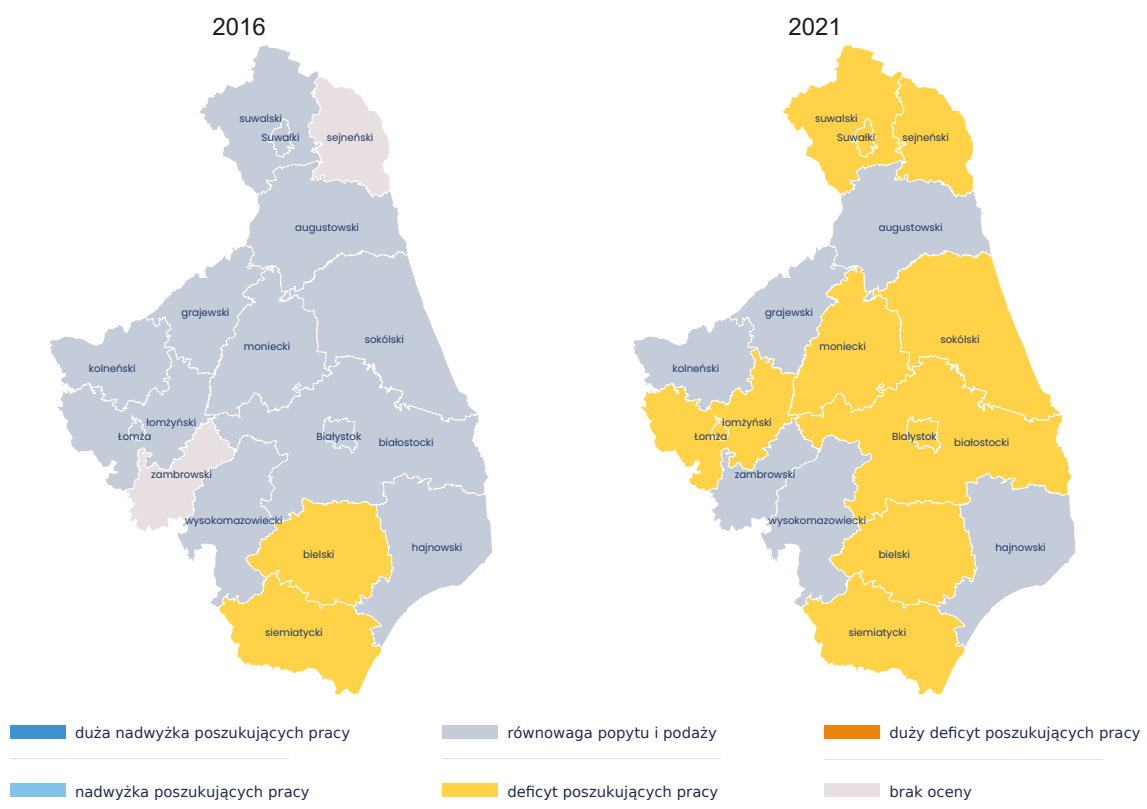 2016
suwalski
Suwałki
sejneński
augustowski
grajewski
moniecki
sokólski
kolneński
łomżyński
Łomża
Białystok
białostocki
zambrowski
wysokomazowiecki
bielski
hajnowski
siemiatycki
2021
suwalski
Suwałki
sejneński
augustowski
grajewski
moniecki
sokólski
kolneński
łomżyński
Łomża
Białystok
białostocki
zambrowski
wysokomazowiecki
bielski
hajnowski
siemiatycki
duża nadwyżka poszukujących pracy
równowaga popytu i podaży
duży deficyt poszukujących pracy
nadwyżka poszukujących pracy
deficyt poszukujących pracy
brak oceny